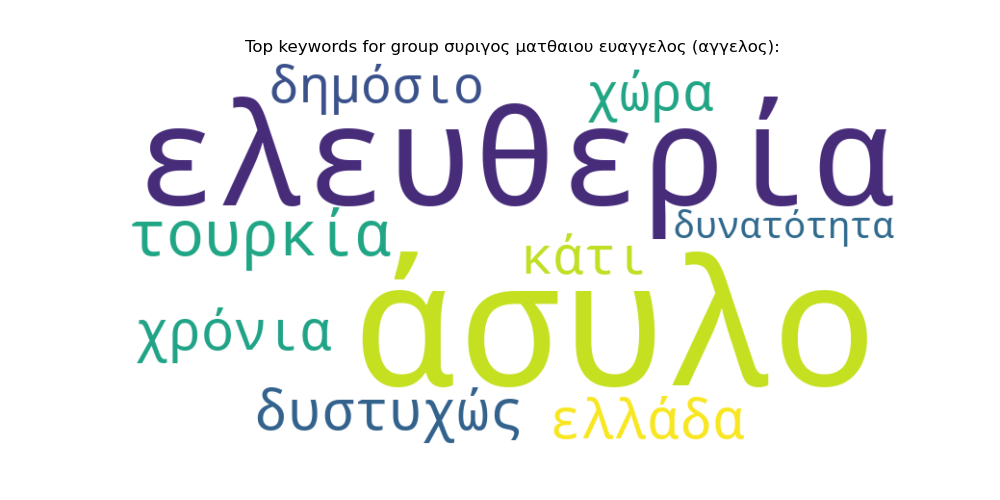 Top keywords for group συριγος ματθαιου ευαγγελος (αγγελος):
δημόσιο
χώρα
ελευθερία
τουρκία
δυνατότητα
κάτι
άσυλο
χρόνια
δυστυχώς
ελλάδα